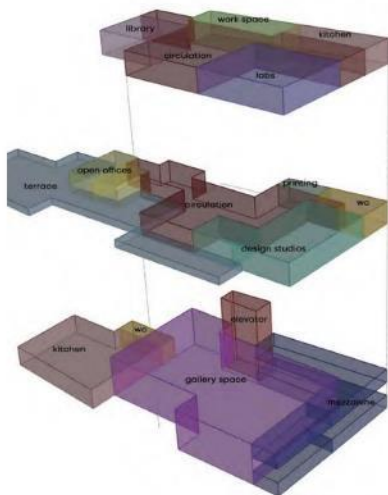 library
work space
kitchen
circulation
labs
open offices
terrace
printing
circulation
wc
design studios
elevator
wc
kitchen
gallery space
mezzanine